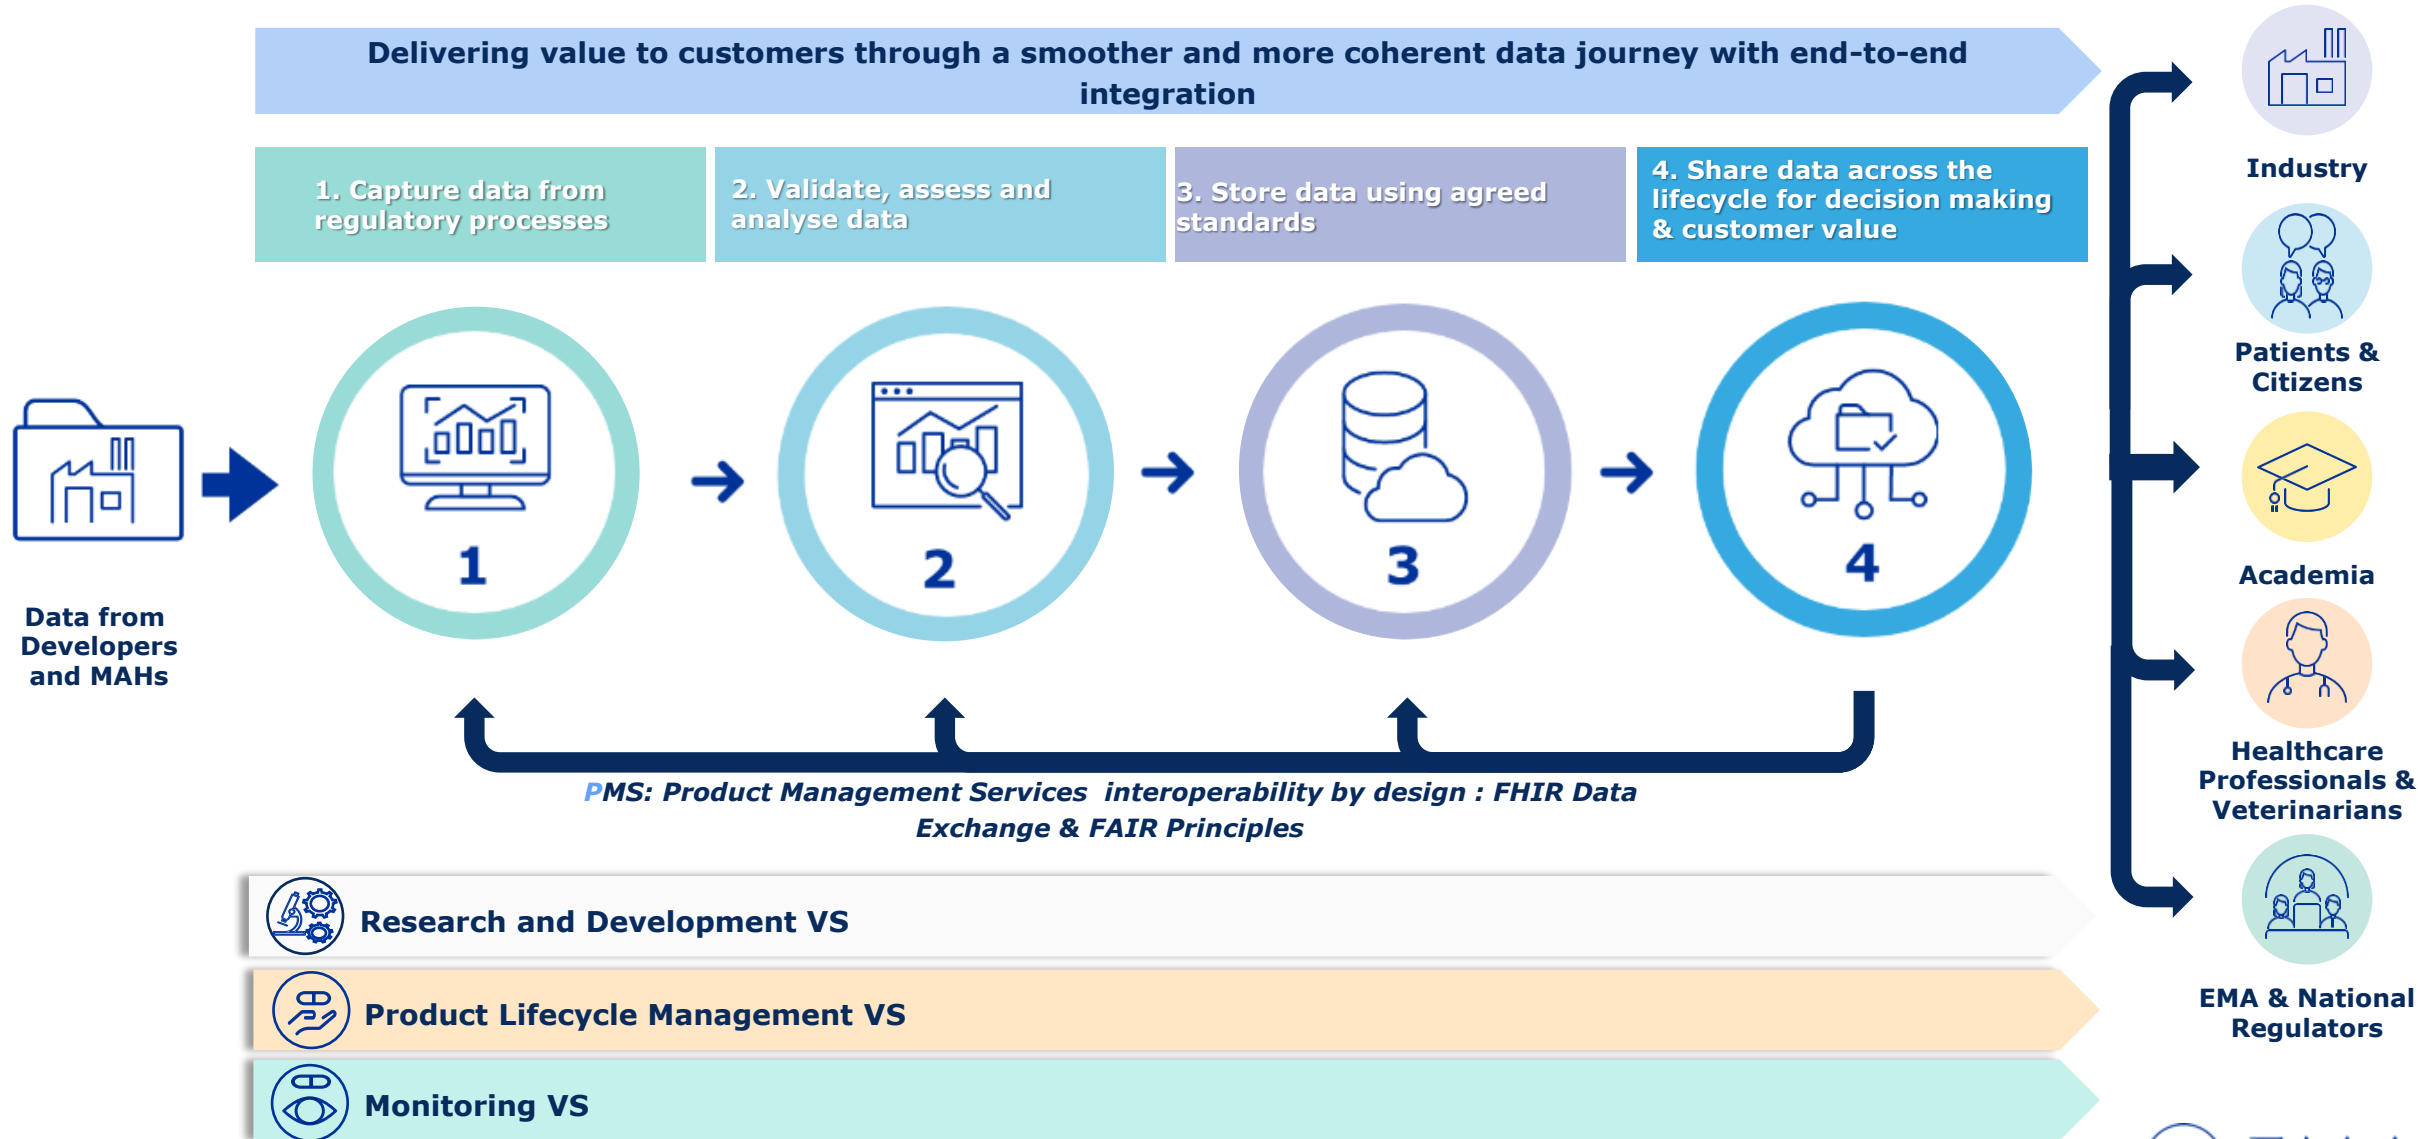 Delivering value to customers through a smoother and more coherent data journey with end-to-end
integration
1. Capture data from
regulatory processes
2. Validate, assess and
analyse data
3. Store data using agreed
standards
4. Share data across the
lifecycle for decision making
& customer value
Data from
Developers
and MAHs
1
2
3
4
PMS: Product Management Services interoperability by design : FHIR Data
Exchange & FAIR Principles
Research and Development VS
Product Lifecycle Management VS
Monitoring VS
Industry
Patients &
Citizens
Academia
Healthcare
Professionals &
Veterinarians
EMA & National
Regulators